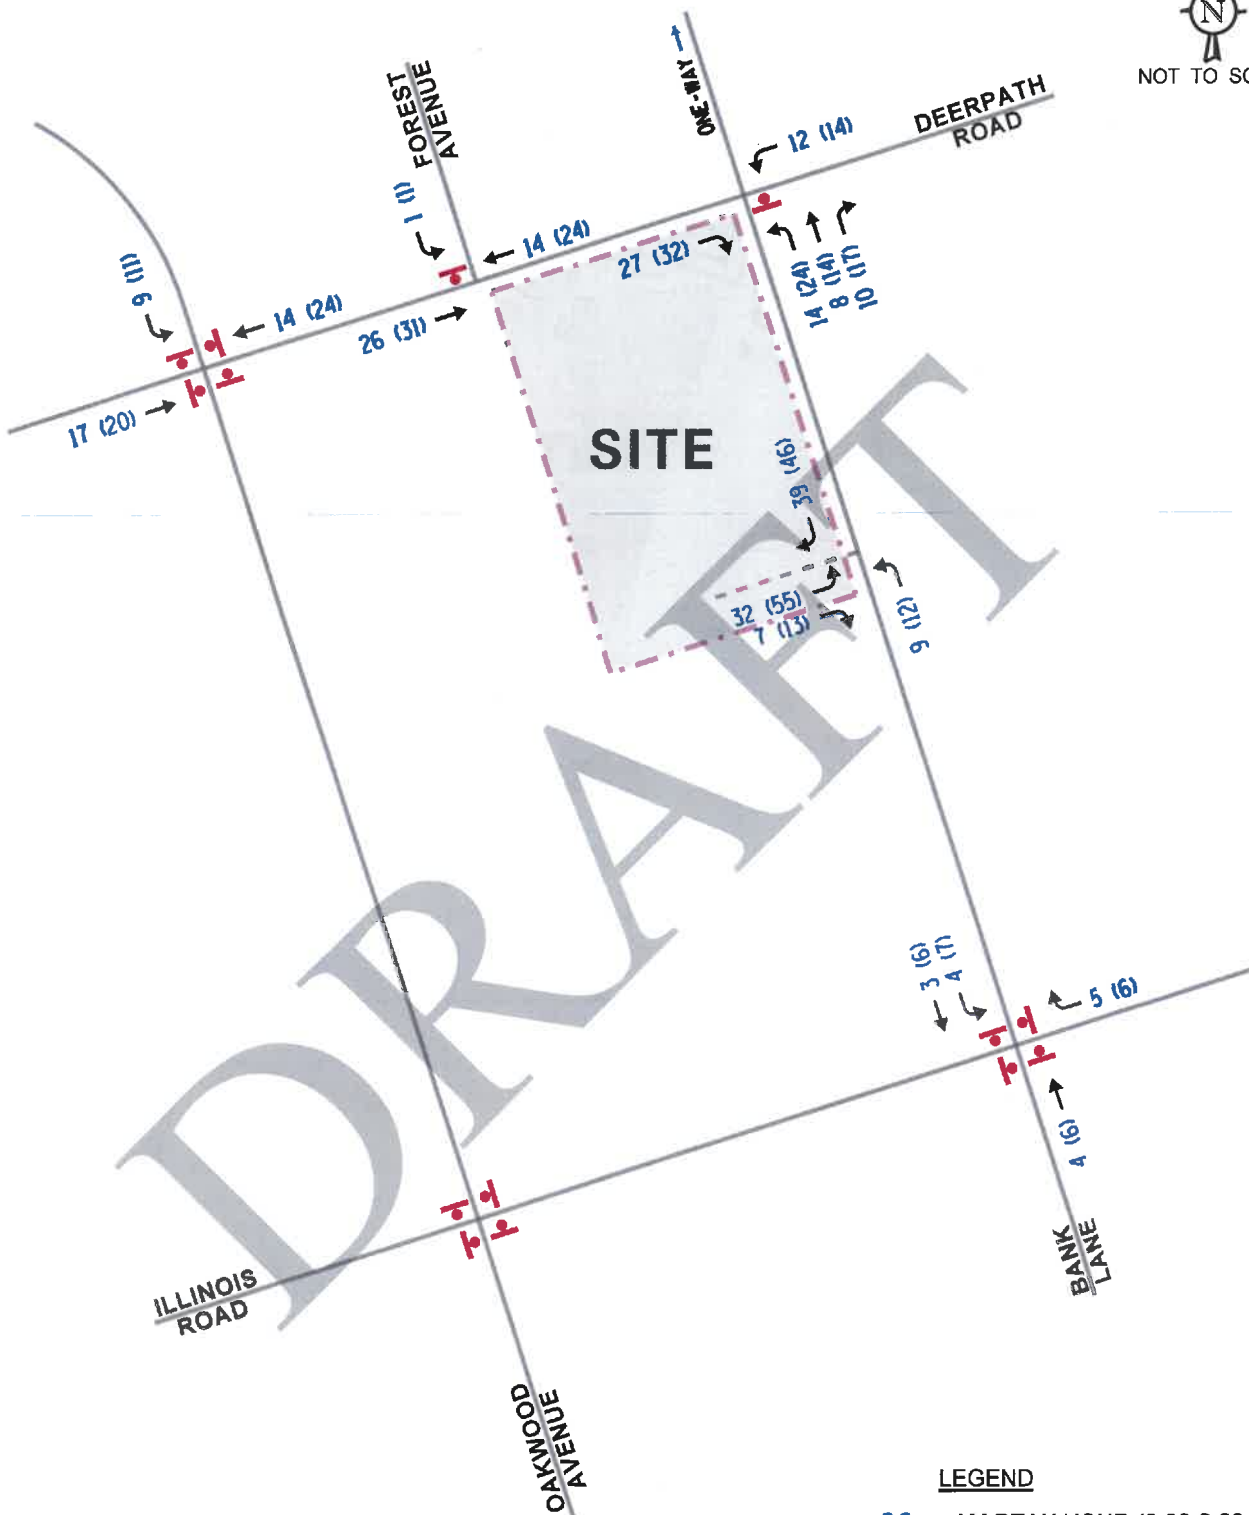 N
NOT TO SC
ONE-WAY
FOREST
AVENUE
DEERPATH
ROAD
12 (14)
1 (1)
14 (24)
27 (32)
14 (24)
8 (14)
10 (17)
9 (11)
14 (24)
26 (31)
17 (20)
SITE
39 (46)
32 (55)
7 (13)
9 (12)
DRAFT
3 (6)
4 (7)
5 (6)
4 (6)
BANK
LANE
ILLINOIS
ROAD
OAKWOOD
AVENUE
LEGEND